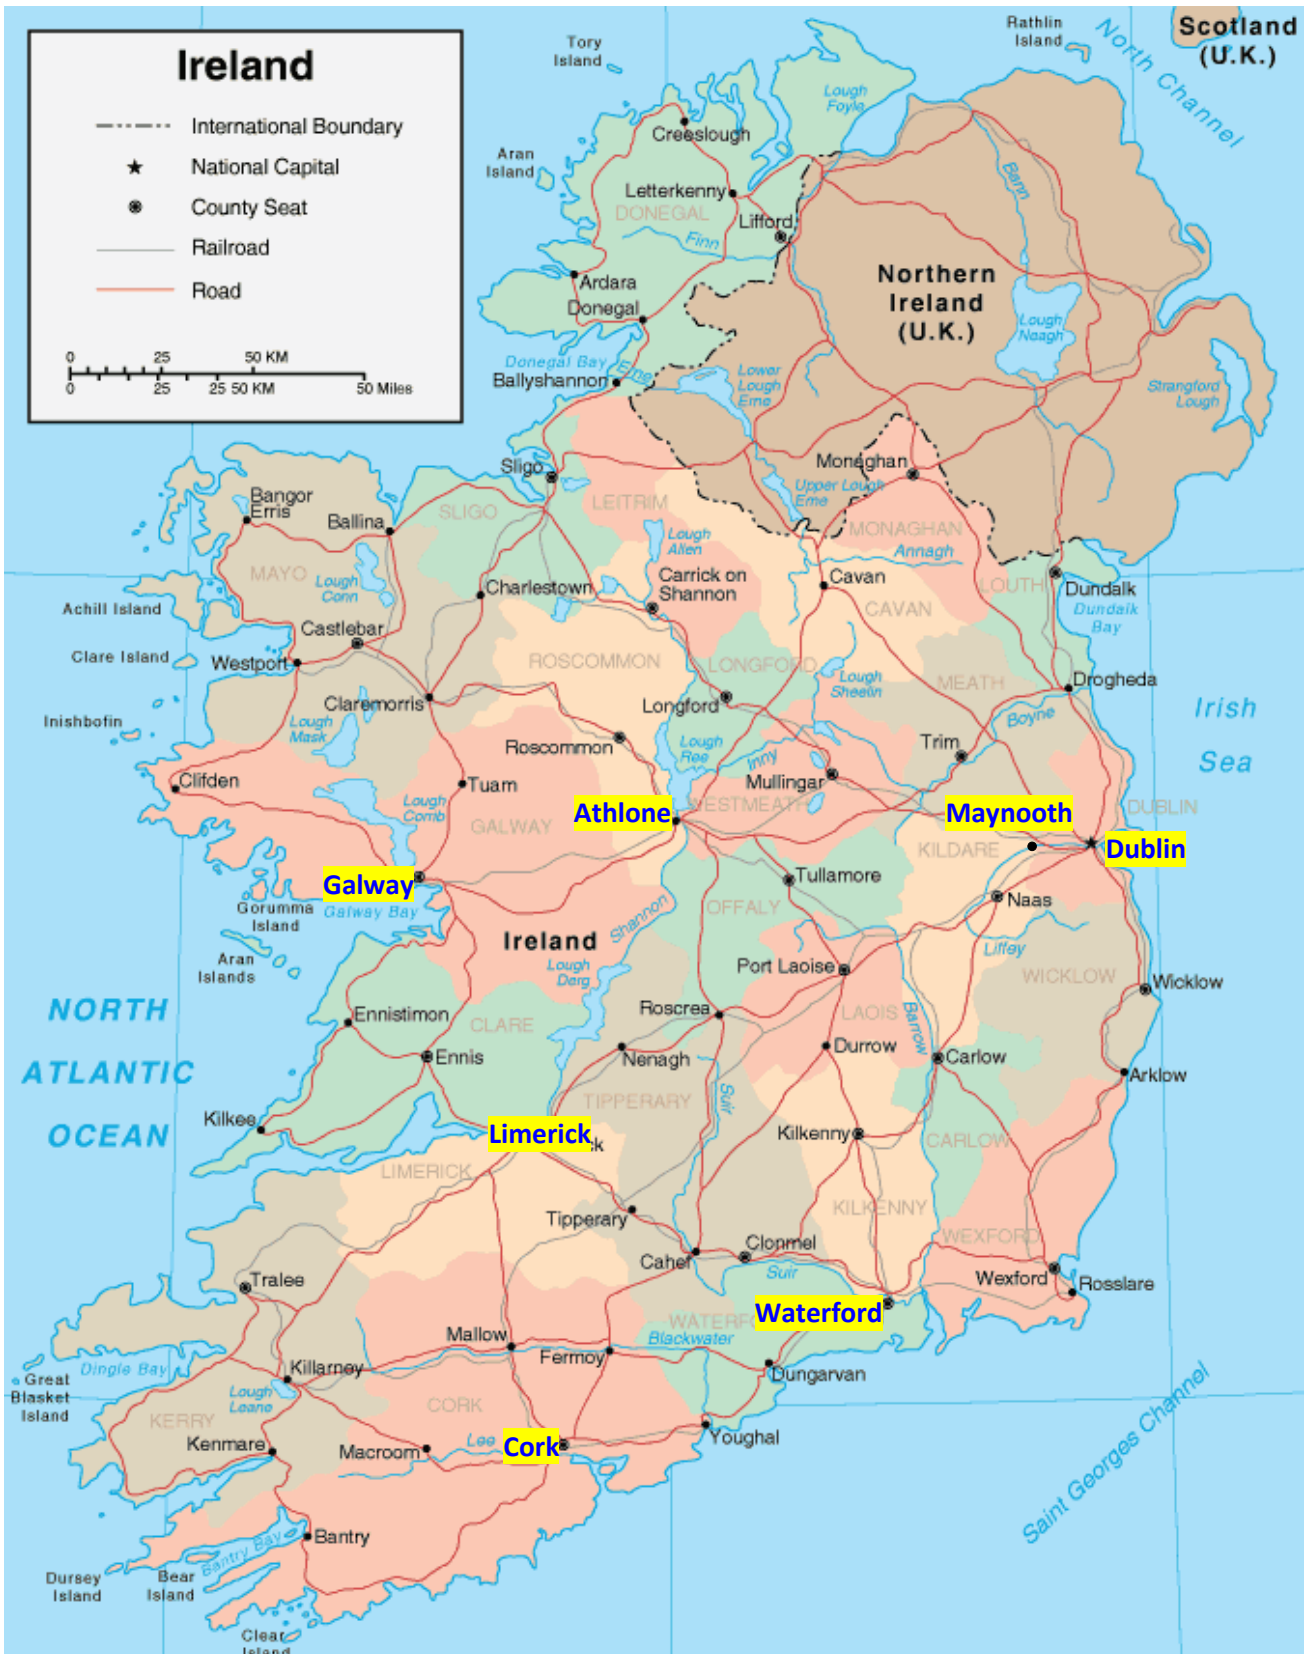 Ireland
International Boundary
National Capital
County Seat
Railroad
Road
0 25 50 KM
0 25 25 50 KM 50 Miles
Scotland
(U.K.)
Rathlin
Island
North Channel
Tory
Island
Lough
Foyle
Creeslough
Aran
Island
Letterkenny
DONEGAL
Lifford
Finn
Bann
Ardara
Donegal
Northern
Ireland
(U.K.)
Lough
Neagh
Donegal Bay
Erne
Ballyshannon
Lower
Lough
Erne
Strangford
Lough
Sligo
Monaghan
Upper Lough
Erne
Bangor
Erris
Ballina
SLIGO
LEITRIM
MONAGHAN
Annagh
Lough
Allen
MAYO
Lough
Conn
Charlestown
Carrick on
Shannon
Cavan
CAVAN
LOUTH
Dundalk
Dundalk
Bay
Achill Island
Castlebar
Clare Island
Westport
ROSCOMMON
LONGFORD
Lough
Sheelin
MEATH
Drogheda
Claremorris
Longford
Boyne
Inishbofin
Lough
Mask
Roscommon
Lough
Ree
Inny
Trim
Irish
Sea
Clifden
Tuam
Mullingar
Lough
Comb
GALWAY
Athlone
WESTMEATH
Maynooth
DUBLIN
KILDARE
Dublin
Galway
Tullamore
Gorumma
Island
Galway Bay
Shannon
OFFALY
Naas
Ireland
Liffey
Aran
Islands
Lough
Derg
Port Laoise
WICKLOW
Wicklow
NORTH
ATLANTIC
OCEAN
Ennistimon
CLARE
Roscrea
LAOIS
Barrow
Ennis
Nenagh
Durrow
Carlow
Arklow
TIPPERARY
Suir
Kilkee
Limerick
ck
Kilkenny
CARLOW
LIMERICK
Tipperary
KILKENNY
WEXFORD
Cahef
Clonmel
Suir
Tralee
Wexford
Rosslare
Waterford
WATERFO
Mallow
Blackwater
Dingle Bay
Fermoy
Killarney
Dungarvan
Great
Blasket
Island
Lough
Leane
CORK
KERRY
Kenmare
Macroom
Lee
Cork
Youghal
Saint Georges Channel
Bantry
Bantry Bay
Dursey
Island
Bear
Island
Clear
Island